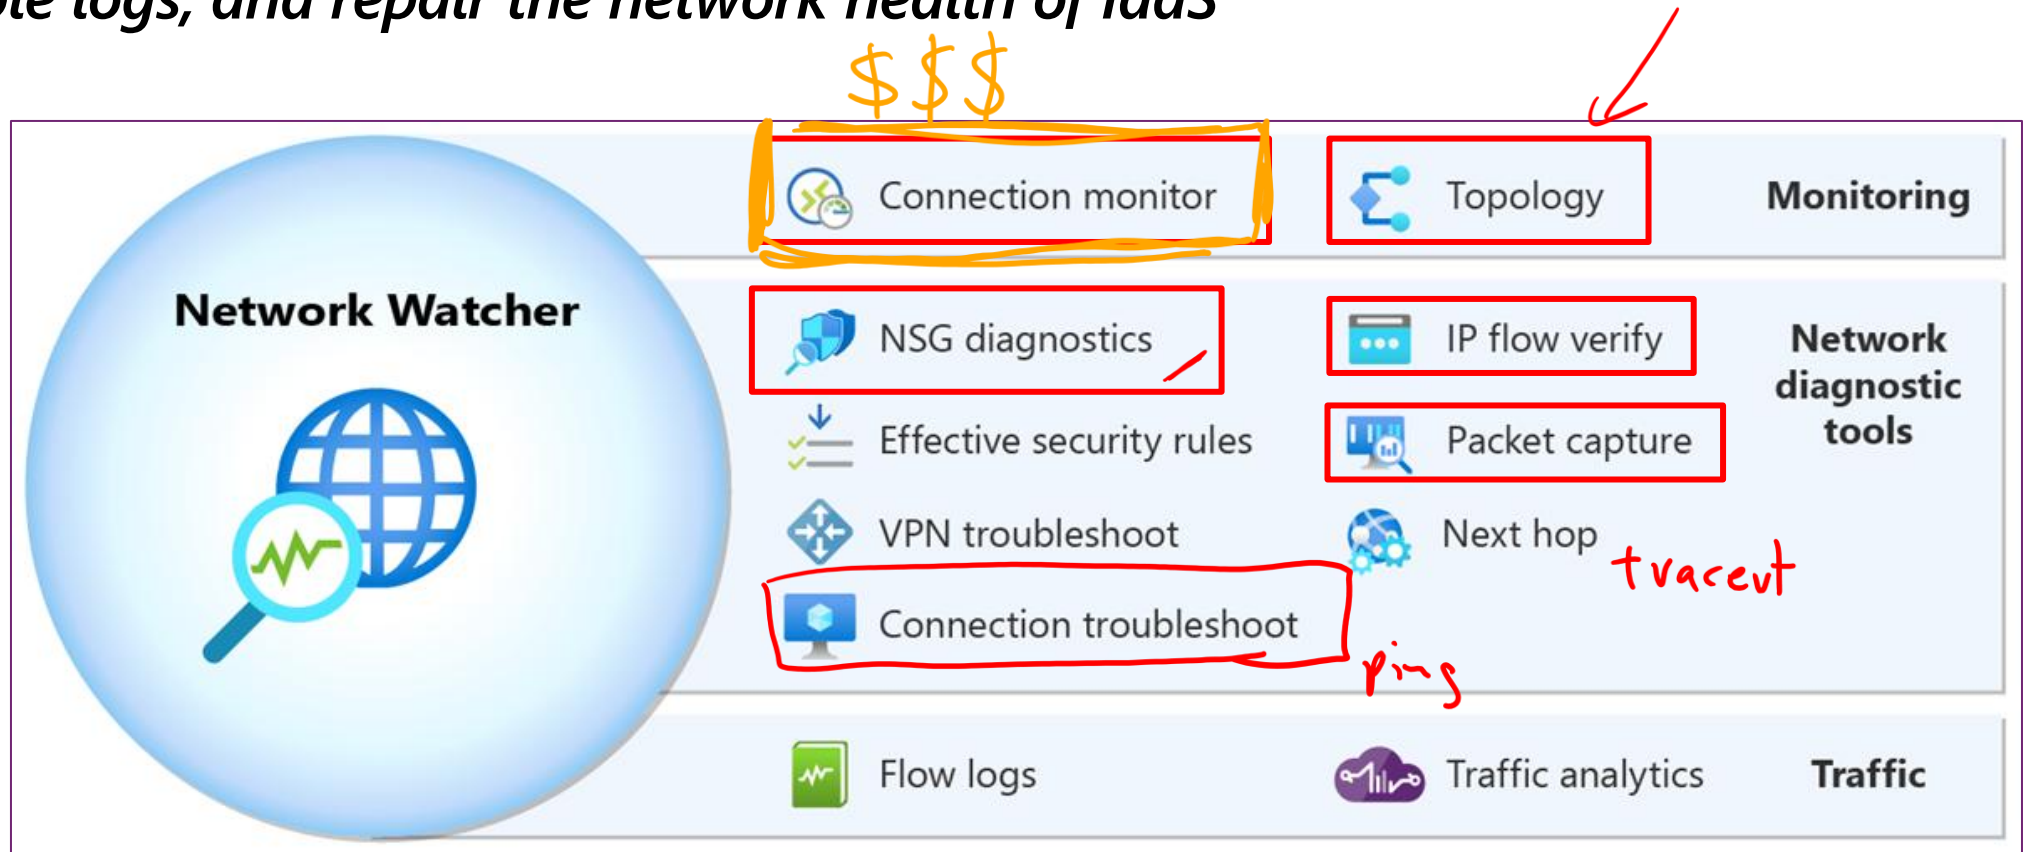 le logs, and repair the network health of IaaS
$$$
Connection monitor
Topology
Monitoring
Network Watcher
NSG diagnostics
IP flow verify
Network
diagnostic
tools
Effective security rules
Packet capture
VPN troubleshoot
Next hop
tracert
Connection troubleshoot
ping
Flow logs
Traffic analytics
Traffic